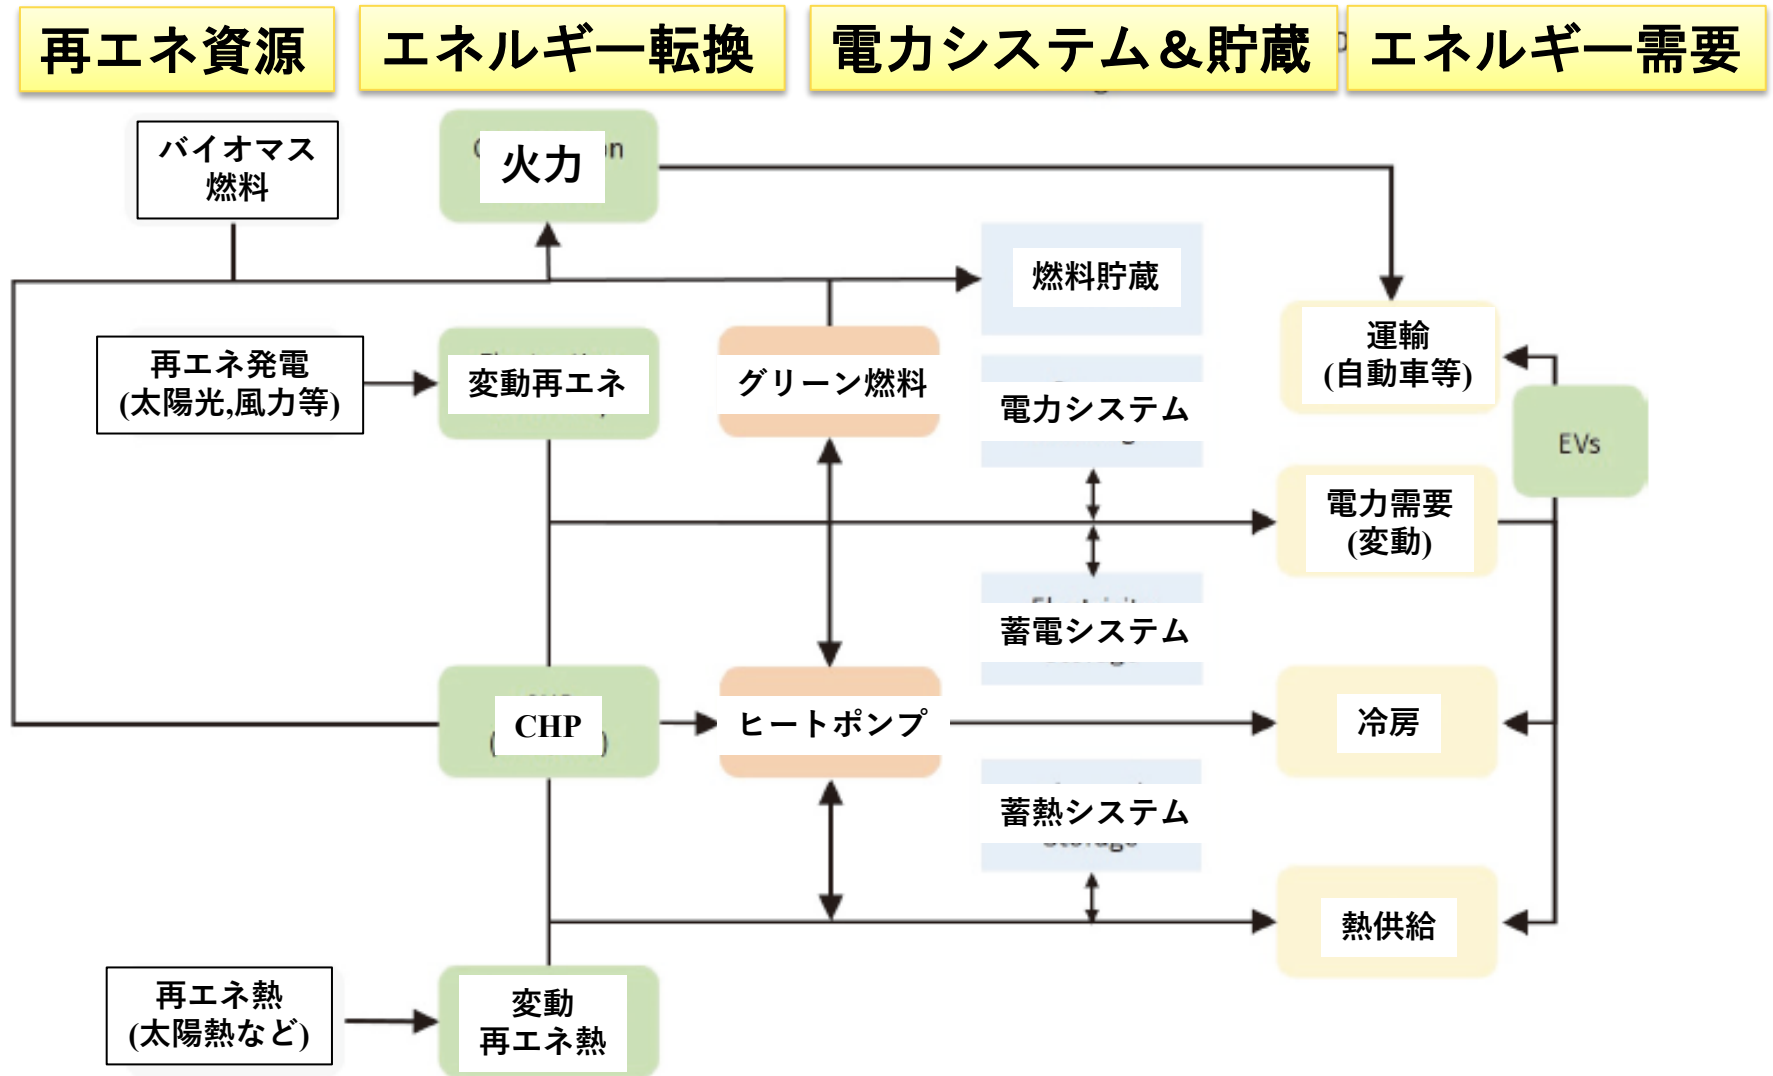 再エネ資源
エネルギー転換
電力システム＆貯蔵
エネルギー需要
バイオマス
燃料
火力
燃料貯蔵
運輸
(自動車等)
再エネ発電
(太陽光,風力等)
変動再エネ
グリーン燃料
電力システム
EVs
電力需要
(変動)
蓄電システム
CHP
ヒートポンプ
冷房
蓄熱システム
熱供給
再エネ熱
(太陽熱など)
変動
再エネ熱